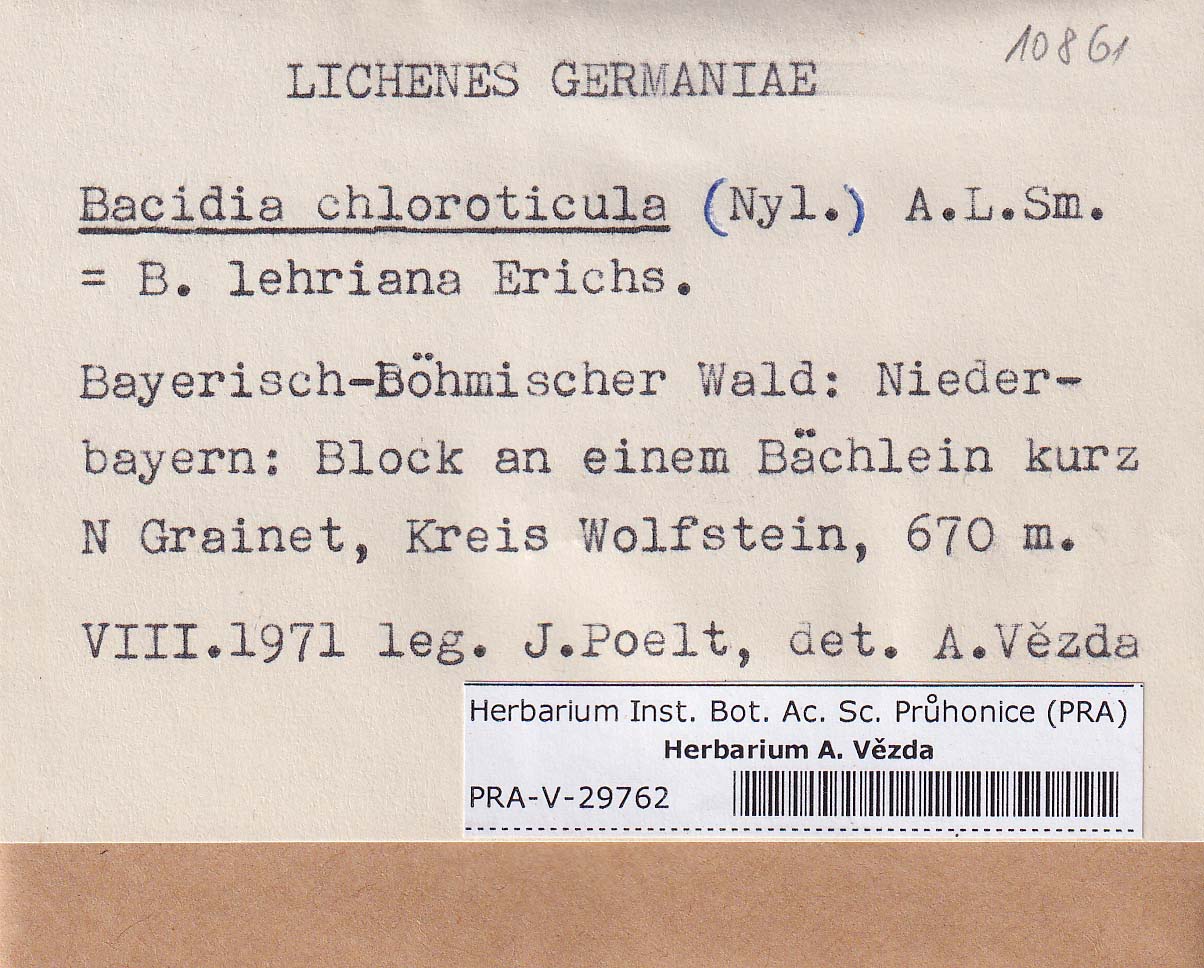 10861
LICHENES GERMANIAE
Bacidia chloroticula (Nyl.) A.L.Sm.
= B. lehriana Erichs.
Bayerisch-Böhmischer Wald: Nieder-
bayern: Block an einem Bächlein kurz
N Grainet, Kreis Wolfstein, 670 m.
VIII.1971 leg. J.Poelt, det. A.Vězda
Herbarium Inst. Bot. Ac. Sc. Průhonice (PRA)
Herbarium A. Vězda
PRA-V-29762